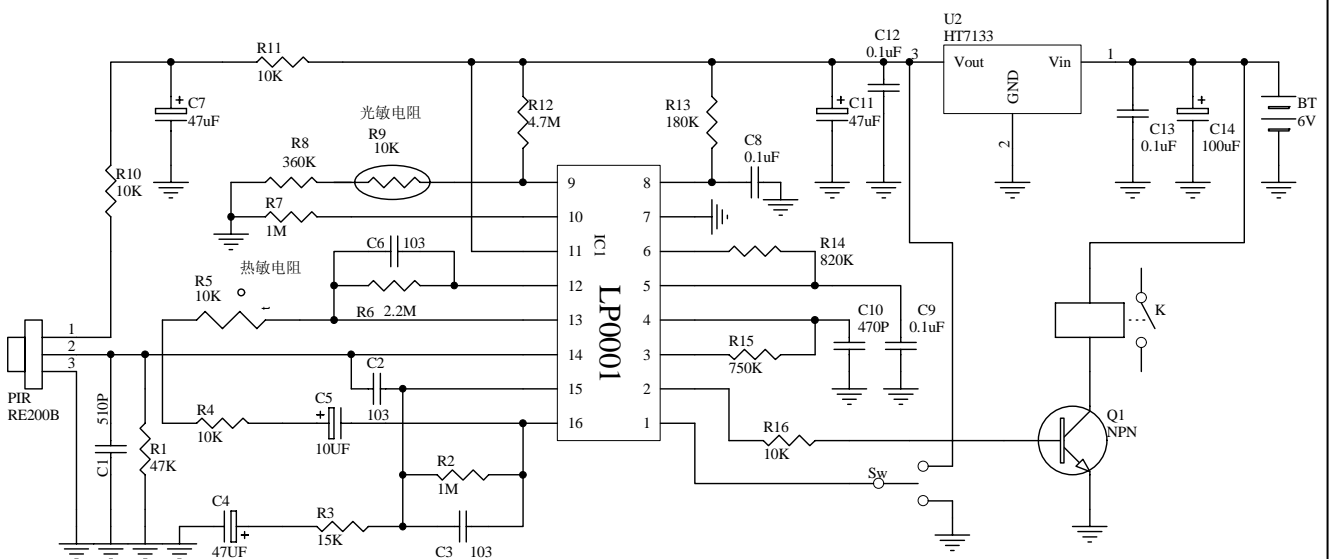 U2
HT7133
C12
0.1uF
3
Vout
Vin
GND
1
2
R11
10K
C7
47uF
+
R12
4.7M
R13
180K
C11
47uF
+
C13
0.1uF
C14
100uF
+
BT
6V
光敏电阻
R9
10K
R8
360K
C8
0.1uF
R10
10K
R7
1M
9
10
11
12
13
14
15
16
8
7
6
5
4
3
2
1
IC1
LP0001
C6
103
热敏电阻
R5
10K
t
R6
2.2M
R14
820K
C10
470P
C9
0.1uF
R15
750K
K
1
2
3
PIR
RE200B
C2
103
510P
C1
R1
47K
R4
10K
C5
10UF
+
R16
10K
Q1
NPN
R2
1M
Sw
C4
47UF
+
R3
15K
C3
103